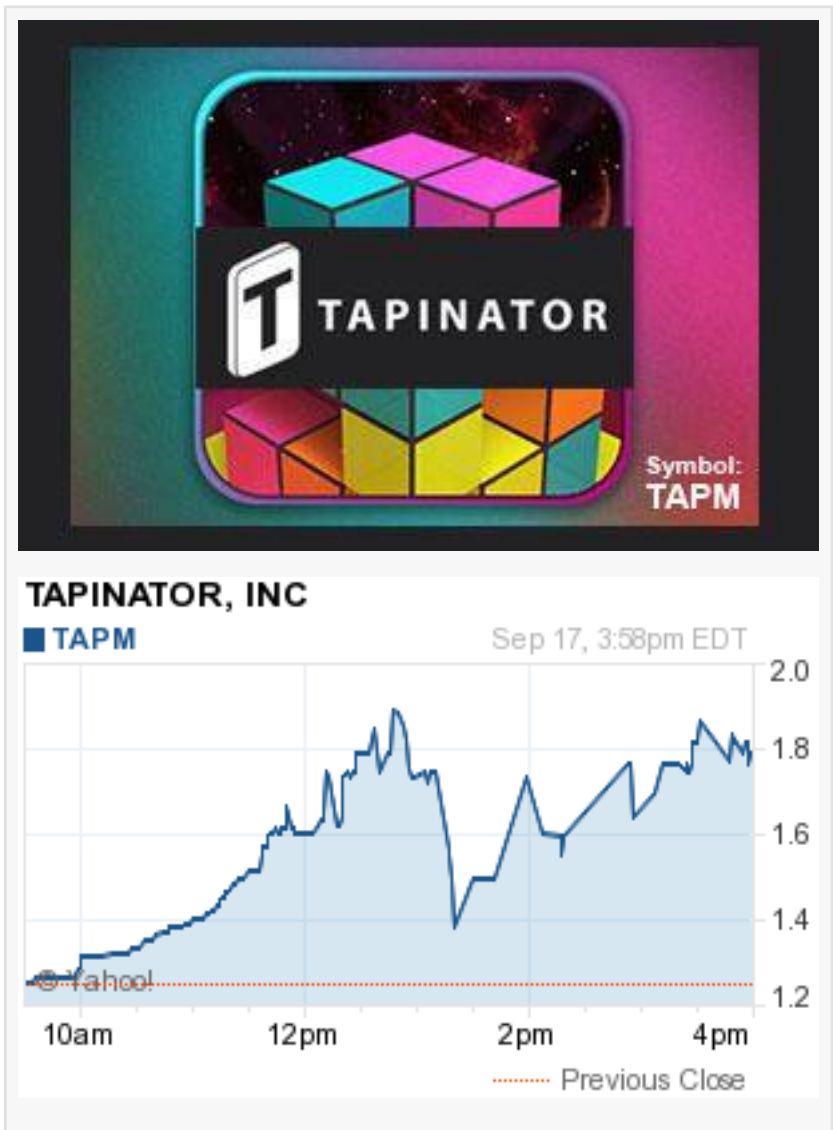 T TAPINATOR
Symbol:
TAPM
TAPINATOR, INC
TAPM
Sep 17, 3:58pm EDT
2.0
1.8
1.6
1.4
1.2
© Yahoo!
10am 12pm 2pm 4pm
Previous Close